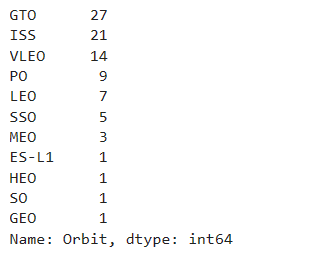 GTO 27
ISS 21
VLEO 14
PO 9
LEO 7
SSO 5
MEO 3
ES-L1 1
HEO 1
SO 1
GEO 1
Name: Orbit, dtype: int64